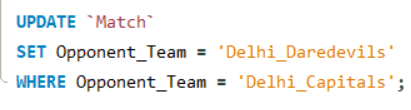 UPDATE `Match`
SET Opponent_Team = 'Delhi_Daredevils'
WHERE Opponent_Team = 'Delhi_Capitals';